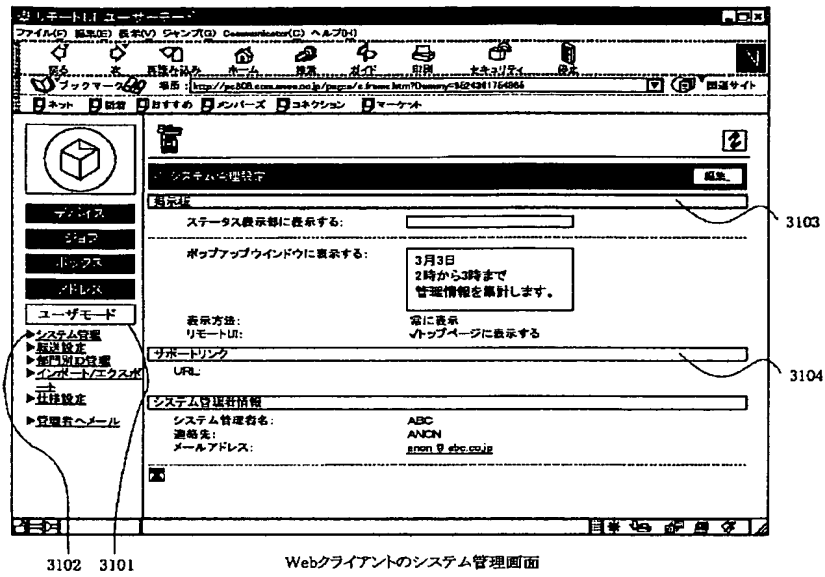 リモートUI ユーザーモード
ファイル(F) 編集(E) 表示(V) ジャンプ(G) Communicator(C) ヘルプ(H)
戻る 次 再読み込み ホーム 検索 ガイド 印刷 セキュリティ 停止
ブックマーク 場所: 関連サイト
ネット おすすめ メンバーズ コネクション マーケット
システム管理設定
編集...
掲示板
ステータス表示部に表示する:
ポップアップウインドウに表示する:
3月3日
2時から3時まで
管理情報を集計します。
表示方法: 常に表示
リモートUI: √トップページに表示する
サポートリンク
URL:
システム管理者情報
システム管理者名: ABC
連絡先: ANON
メールアドレス: anon @ abc.co.jp
デバイス
ジョブ
ボックス
アドレス
ユーザモード
▶システム管理
▶転送設定
▶部門別ID管理
▶インポート/エクスポ
ート
▶仕様設定
▶管理者へメール
3103
3104
3102 3101
Webクライアントのシステム管理画面